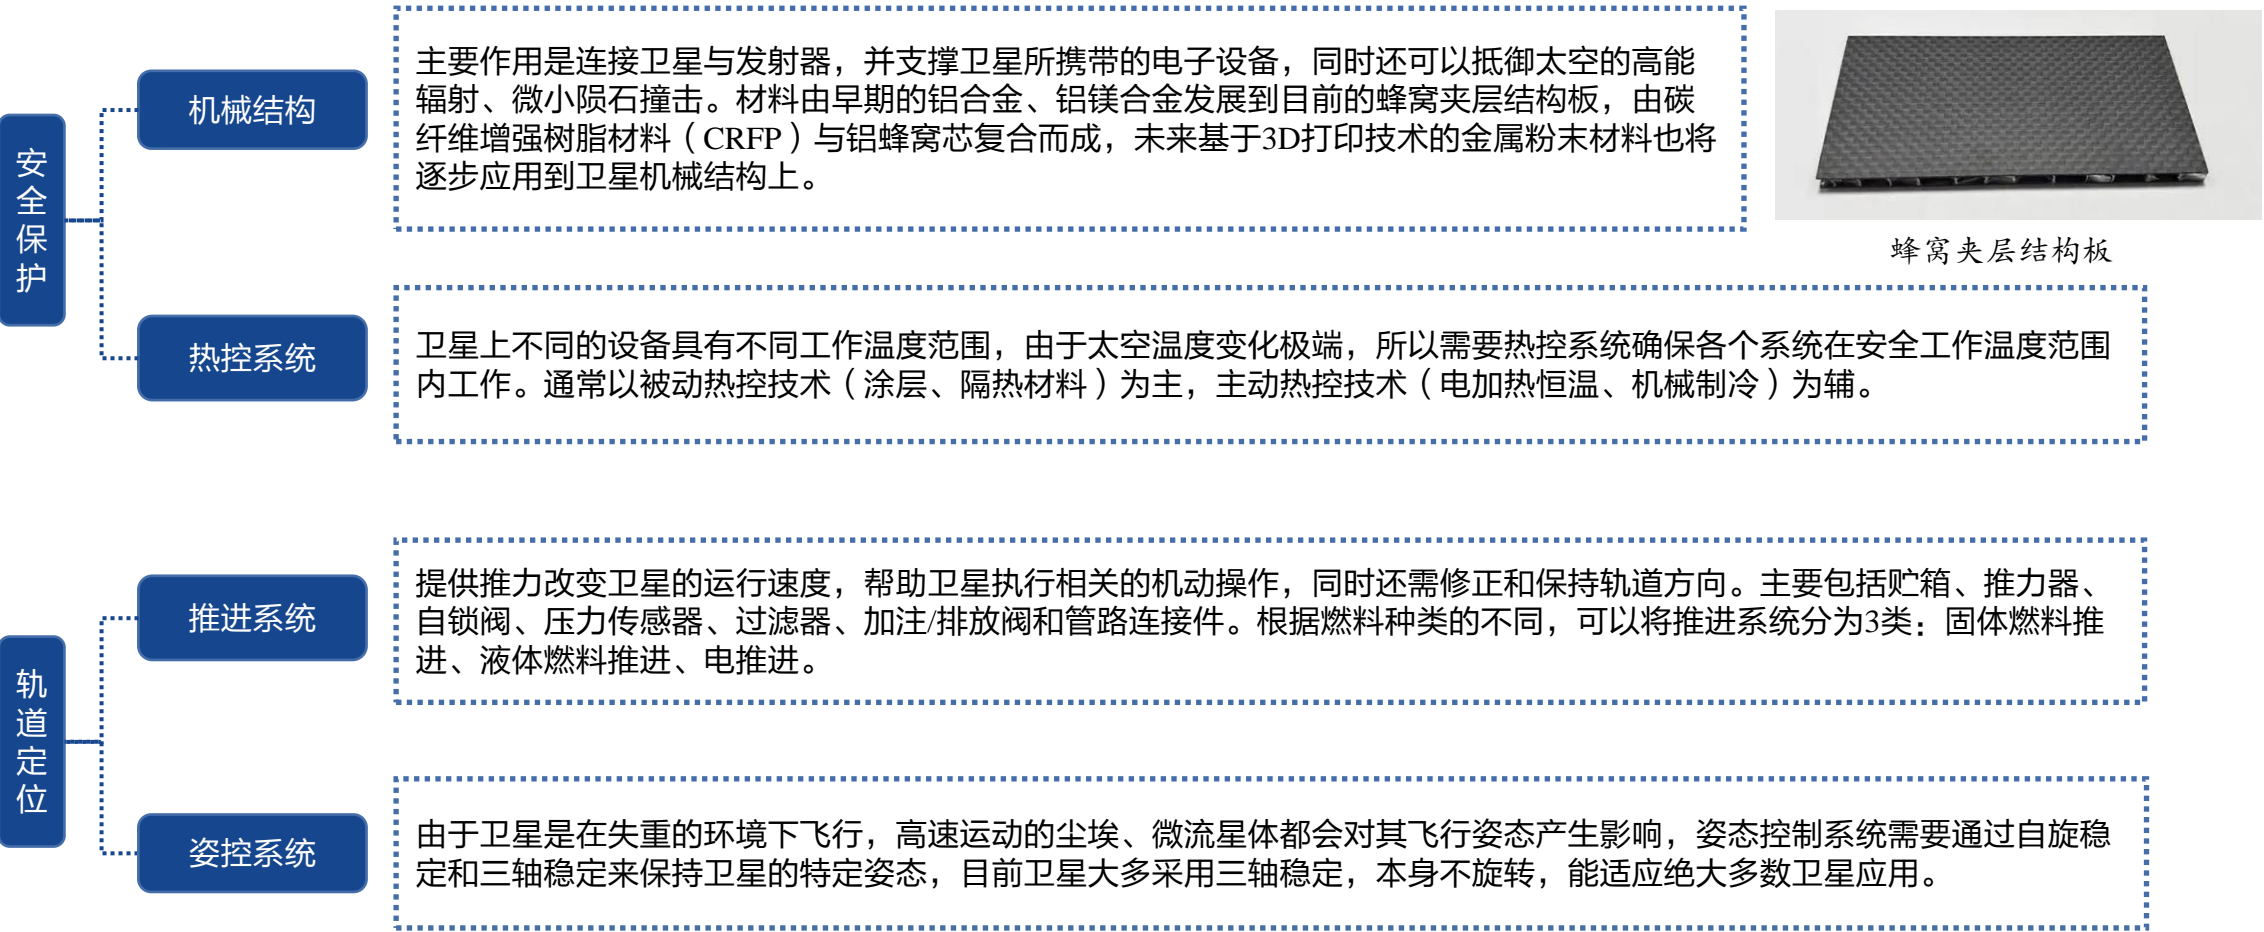 安全保护
机械结构
主要作用是连接卫星与发射器，并支撑卫星所携带的电子设备，同时还可以抵御太空的高能
辐射、微小陨石撞击。材料由早期的铝合金、铝镁合金发展到目前的蜂窝夹层结构板，由碳
纤维增强树脂材料（CRFP）与铝蜂窝芯复合而成，未来基于3D打印技术的金属粉末材料也将
逐步应用到卫星机械结构上。
蜂窝夹层结构板
热控系统
卫星上不同的设备具有不同工作温度范围，由于太空温度变化极端，所以需要热控系统确保各个系统在安全工作温度范围
内工作。通常以被动热控技术（涂层、隔热材料）为主，主动热控技术（电加热恒温、机械制冷）为辅。
轨道定位
推进系统
提供推力改变卫星的运行速度，帮助卫星执行相关的机动操作，同时还需修正和保持轨道方向。主要包括贮箱、推力器、
自锁阀、压力传感器、过滤器、加注/排放阀和管路连接件。根据燃料种类的不同，可以将推进系统分为3类：固体燃料推
进、液体燃料推进、电推进。
姿控系统
由于卫星是在失重的环境下飞行，高速运动的尘埃、微流星体都会对其飞行姿态产生影响，姿态控制系统需要通过自旋稳
定和三轴稳定来保持卫星的特定姿态，目前卫星大多采用三轴稳定，本身不旋转，能适应绝大多数卫星应用。